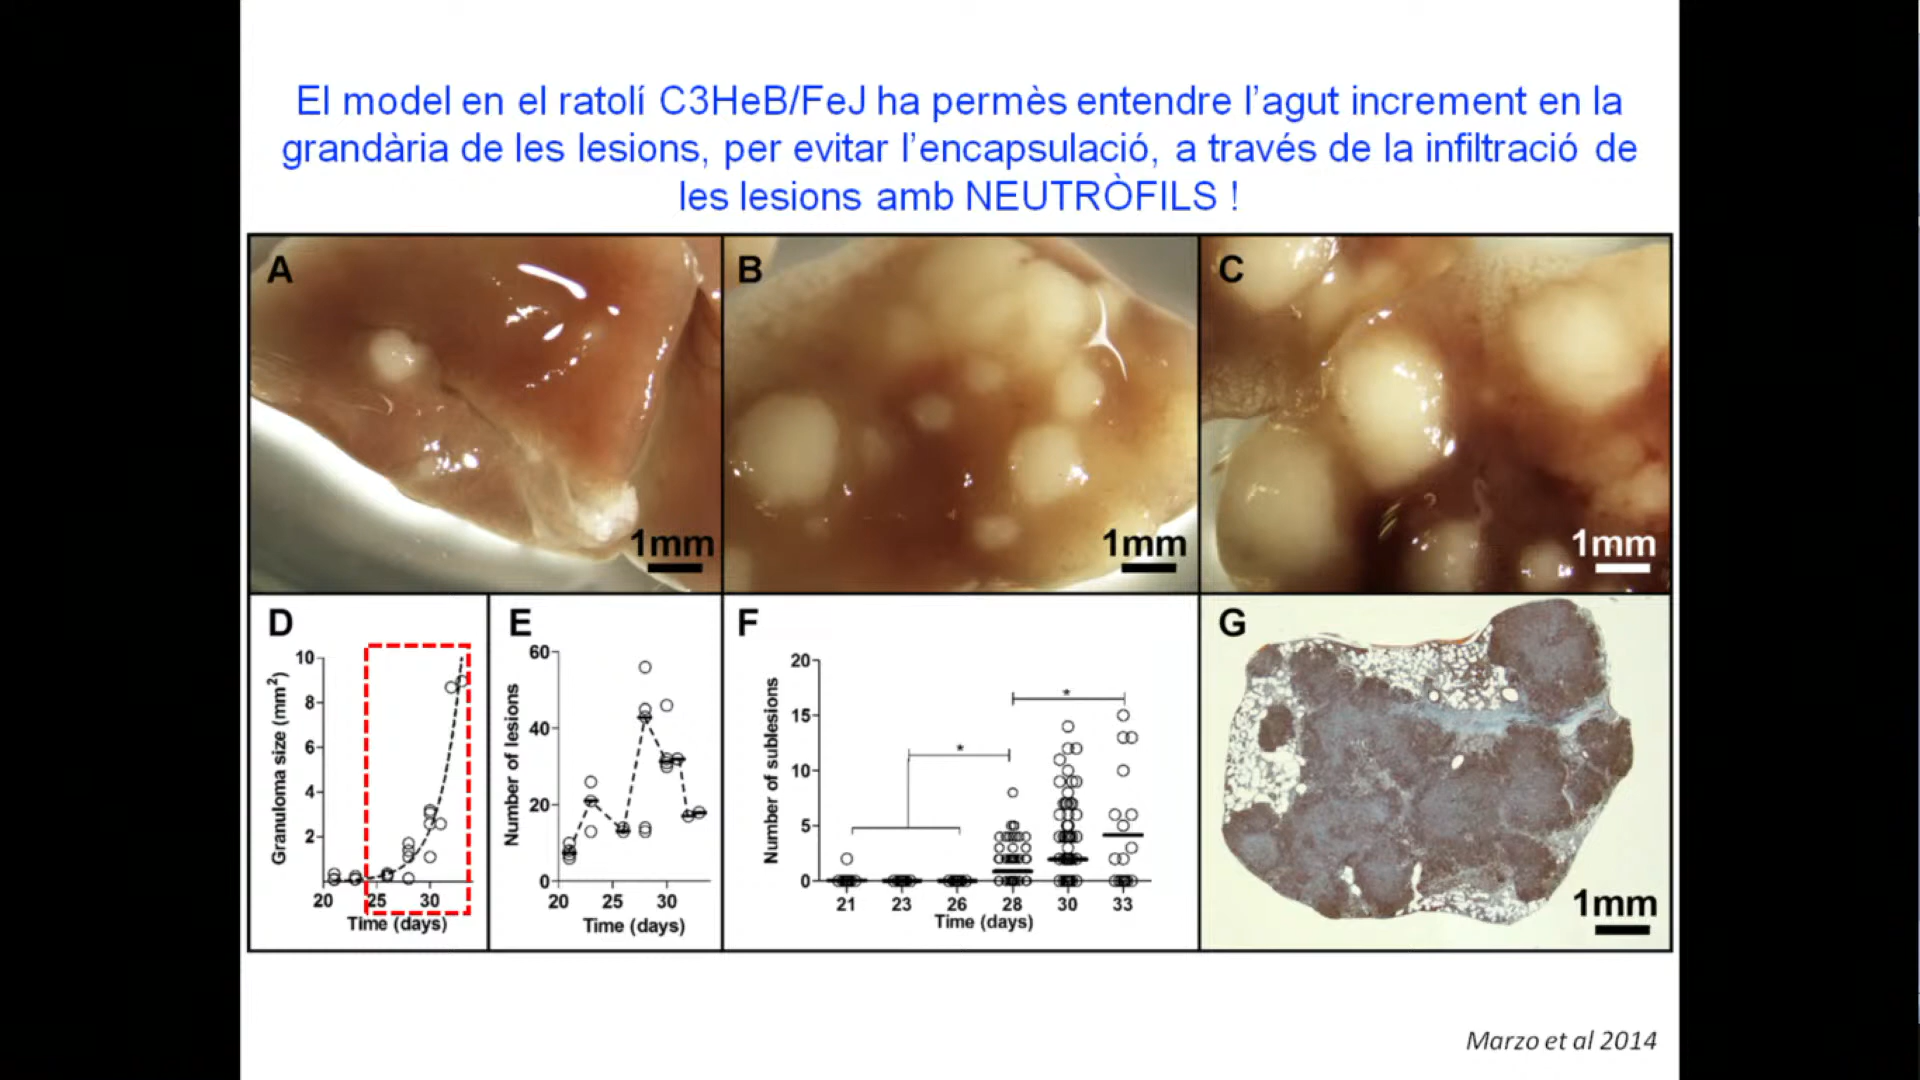 El model en el ratolí C3HeB/FeJ ha permès entendre l'agut increment en la
grandària de les lesions, per evitar l'encapsulació, a través de la infiltració de
les lesions amb NEUTRÒFILS !
A
1mm
B
1mm
C
1mm
D
Granuloma size (mm²)
10
8
6
4
2
20 25 30
Time (days)
E
Number of lesions
60
40
20
0
20 25 30
Time (days)
F
Number of sublesions
20
15
10
5
0
* *
21 23 26 28 30 33
Time (days)
G
1mm
Marzo et al 2014